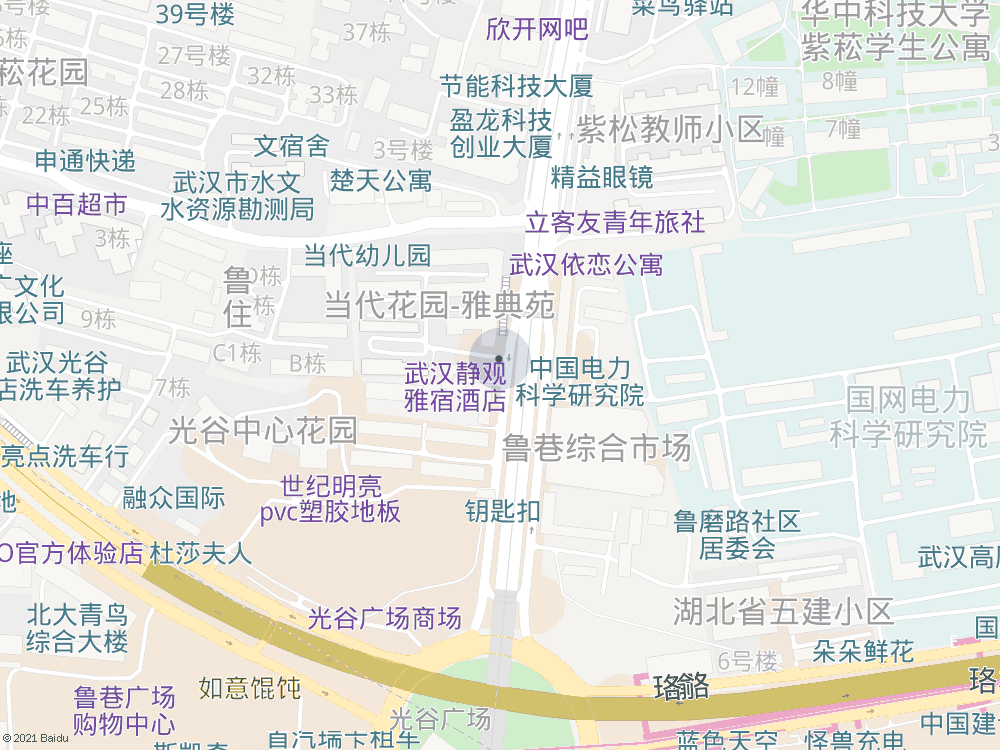 39号楼
欣开网吧
菜鸟驿站
华中科技大学
紫菘学生公寓
37栋
27号楼
菘花园
32栋
28栋
33栋
25栋
22栋
节能科技大厦
12幢
8幢
盈龙科技
创业大厦
紫松教师小区
7幢
文宿舍
3号楼
申通快递
武汉市水文
水资源勘测局
楚天公寓
精益眼镜
中百超市
立客友青年旅社
3栋
当代幼儿园
武汉依恋公寓
当代花园-雅典苑
9栋
C1栋
B栋
武汉光谷
店洗车养护
7栋
武汉静观
雅宿酒店
中国电力
科学研究院
国网电力
科学研究院
光谷中心花园
鲁巷综合市场
亮点洗车行
世纪明亮
pvc塑胶地板
融众国际
钥匙扣
鲁磨路社区
居委会
O官方体验店
杜莎夫人
武汉高
北大青鸟
综合大楼
光谷广场商场
湖北省五建小区
6号楼
朵朵鲜花
国
鲁巷广场
购物中心
如意馄饨
光谷广场
珞
中国建
蓝色天空
怪兽充电
© 2021 Baidu